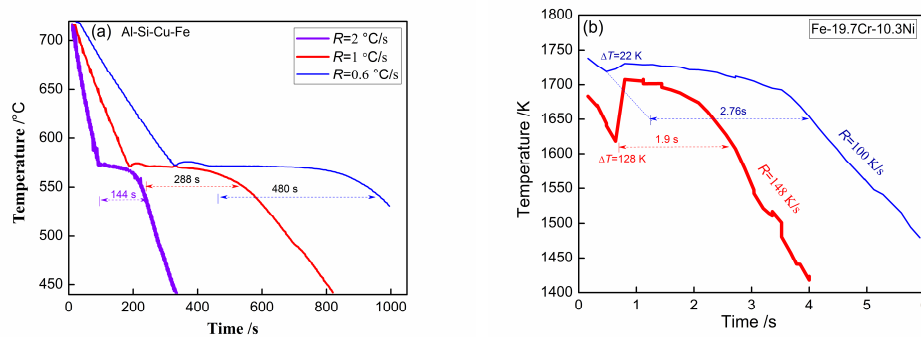 (a) Al-Si-Cu-Fe
R=2 °C/s
R=1 °C/s
R=0.6 °C/s
700
650
600
550
500
450
Temperature /°C
144 s
288 s
480 s
0 200 400 600 800 1000
Time /s
(b) Fe-19.7Cr-10.3Ni
1800
1750
1700
1650
1600
1550
1500
1450
1400
Temperature /K
ΔT=22 K
2.76s
1.9 s
ΔT=128 K
R=100 K/s
R=148 K/s
0 1 2 3 4 5
Time /s